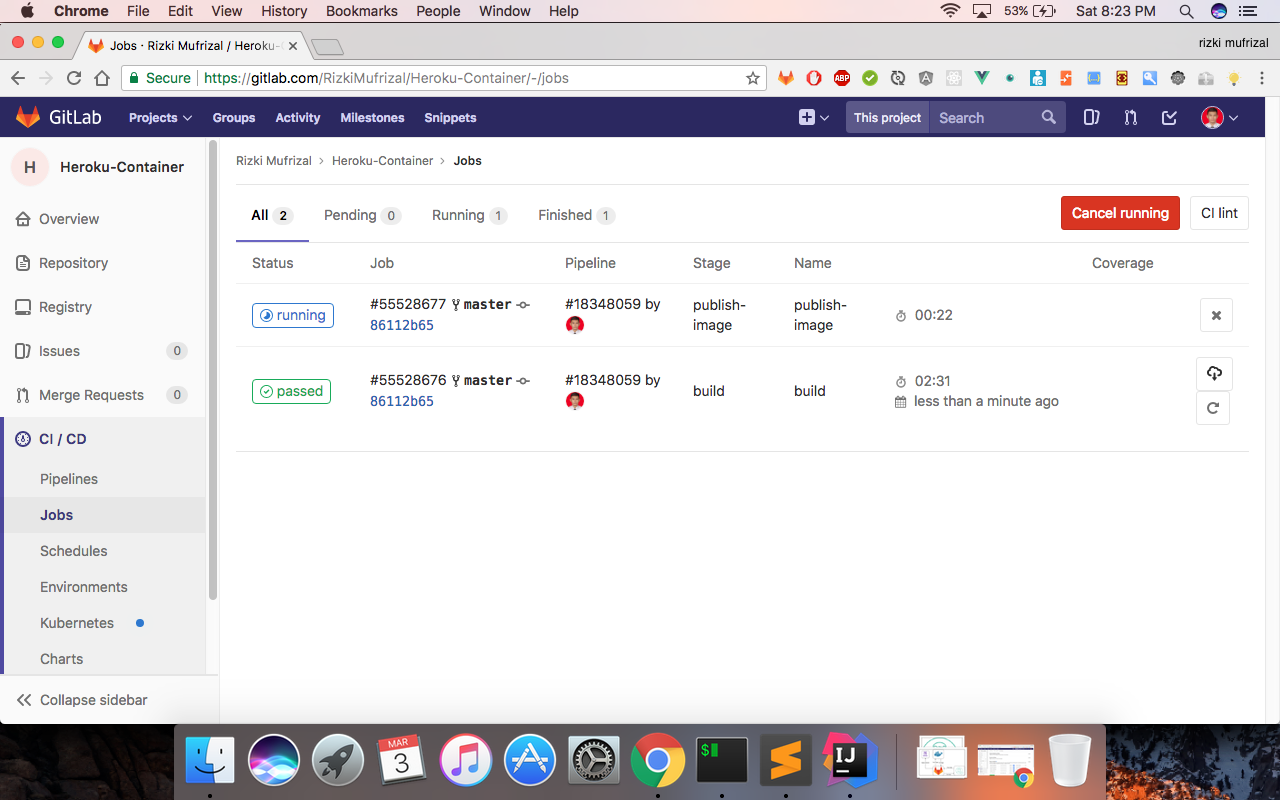 Chrome File Edit View History Bookmarks People Window Help 53% Sat 8:23 PM
Jobs · Rizki Mufrizal / Heroku-C rizki mufrizal
Secure https://gitlab.com/RizkiMufrizal/Heroku-Container/-/jobs
ABP
GitLab Projects Groups Activity Milestones Snippets This project Search
H Heroku-Container
Rizki Mufrizal > Heroku-Container > Jobs
Overview
Repository
Registry
Issues 0
Merge Requests 0
CI / CD
Pipelines
Jobs
Schedules
Environments
Kubernetes
Charts
Collapse sidebar
All 2 Pending 0 Running 1 Finished 1 Cancel running CI lint
Status Job Pipeline Stage Name Coverage
running #55528677 master 86112b65 #18348059 by publish-image publish-image 00:22
passed #55528676 master 86112b65 #18348059 by build build 02:31
less than a minute ago
MAR
3
$
IJ